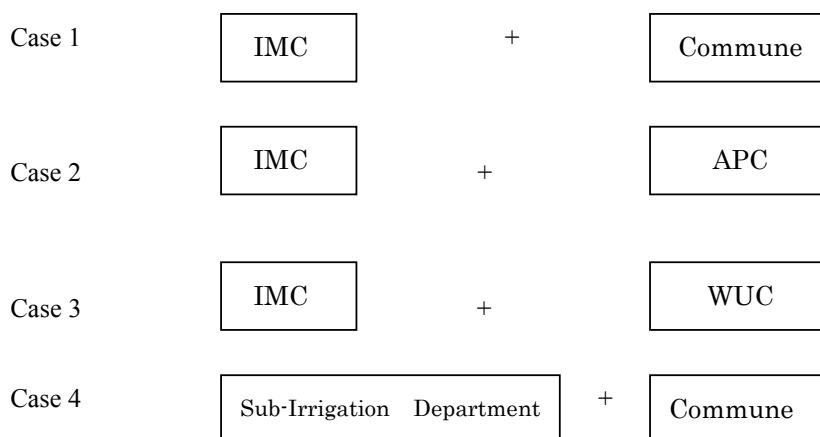 Case 1 IMC + Commune
Case 2 IMC + APC
Case 3 IMC + WUC
Case 4 Sub-Irrigation Department + Commune